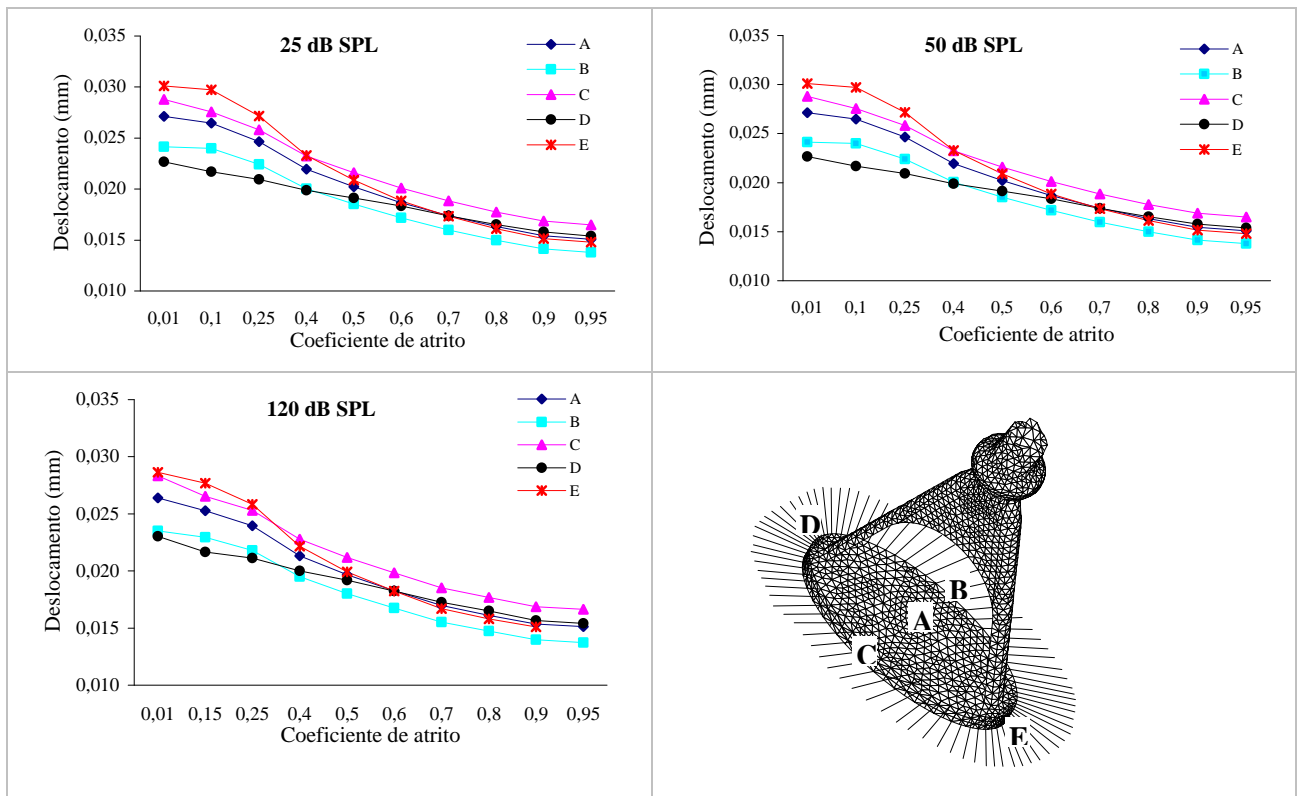 25 dB SPL
Deslocamento (mm)
0,035
0,030
0,025
0,020
0,015
0,010
0,01 0,1 0,25 0,4 0,5 0,6 0,7 0,8 0,9 0,95
Coeficiente de atrito
A
B
C
D
E
50 dB SPL
Deslocamento (mm)
0,035
0,030
0,025
0,020
0,015
0,010
0,01 0,1 0,25 0,4 0,5 0,6 0,7 0,8 0,9 0,95
Coeficiente de atrito
A
B
C
D
E
120 dB SPL
Deslocamento (mm)
0,035
0,030
0,025
0,020
0,015
0,010
0,01 0,15 0,25 0,4 0,5 0,6 0,7 0,8 0,9 0,95
Coeficiente de atrito
A
B
C
D
E
D
B
A
C
E